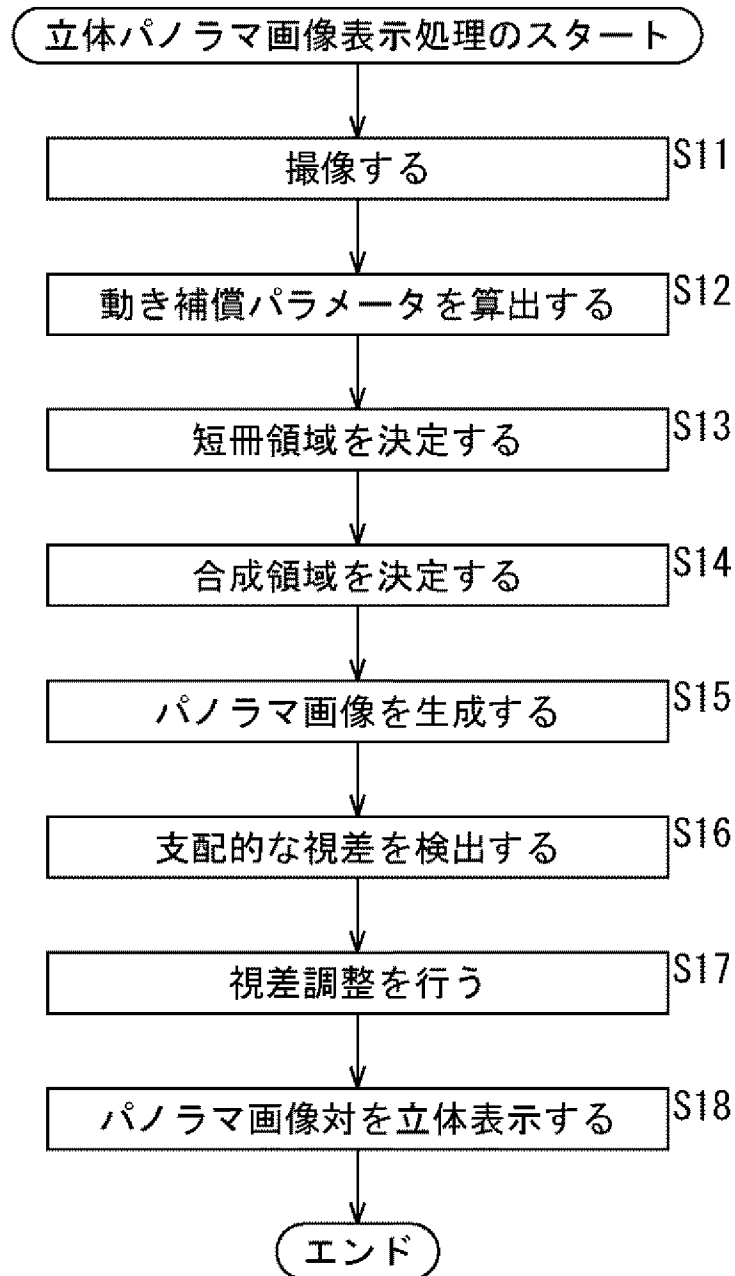 立体パノラマ画像表示処理のスタート
撮像する
S11
動き補償パラメータを算出する
S12
短冊領域を決定する
S13
合成領域を決定する
S14
パノラマ画像を生成する
S15
支配的な視差を検出する
S16
視差調整を行う
S17
パノラマ画像対を立体表示する
S18
エンド